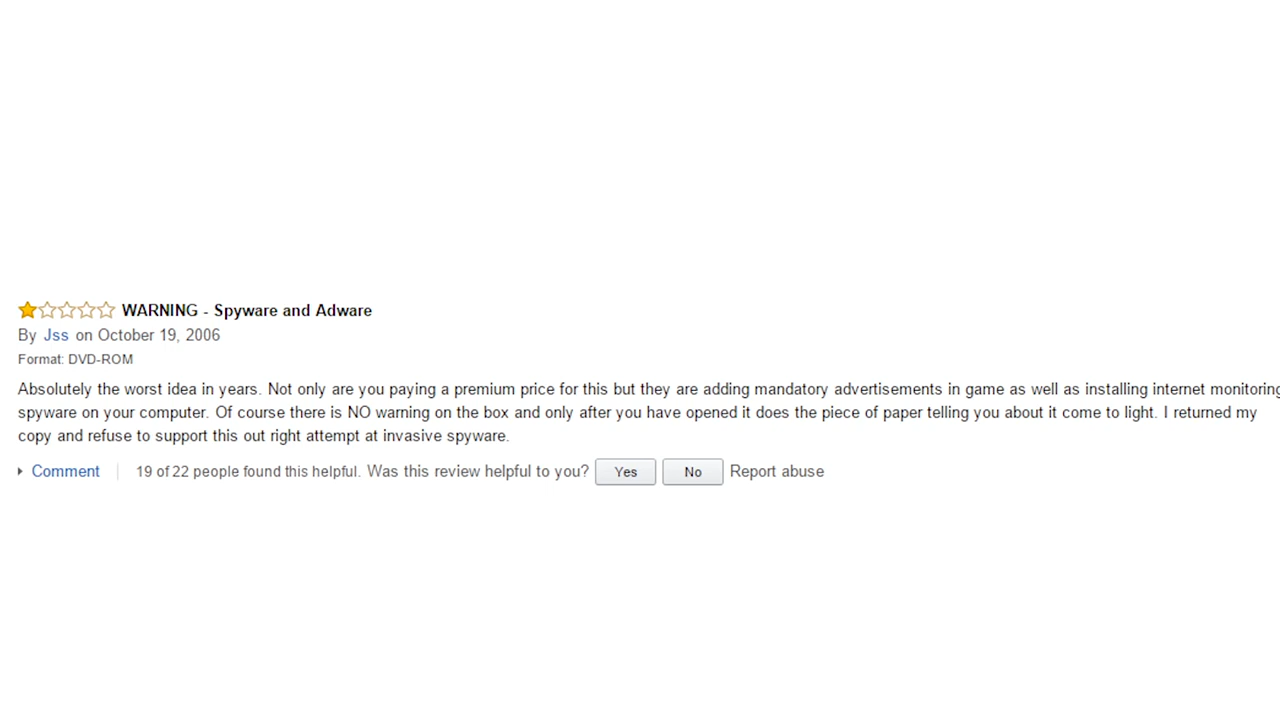 WARNING - Spyware and Adware
By Jss on October 19, 2006
Format: DVD-ROM
Absolutely the worst idea in years. Not only are you paying a premium price for this but they are adding mandatory advertisements in game as well as installing internet monitoring
spyware on your computer. Of course there is NO warning on the box and only after you have opened it does the piece of paper telling you about it come to light. I returned my
copy and refuse to support this out right attempt at invasive spyware.
Comment 19 of 22 people found this helpful. Was this review helpful to you? Yes No Report abuse